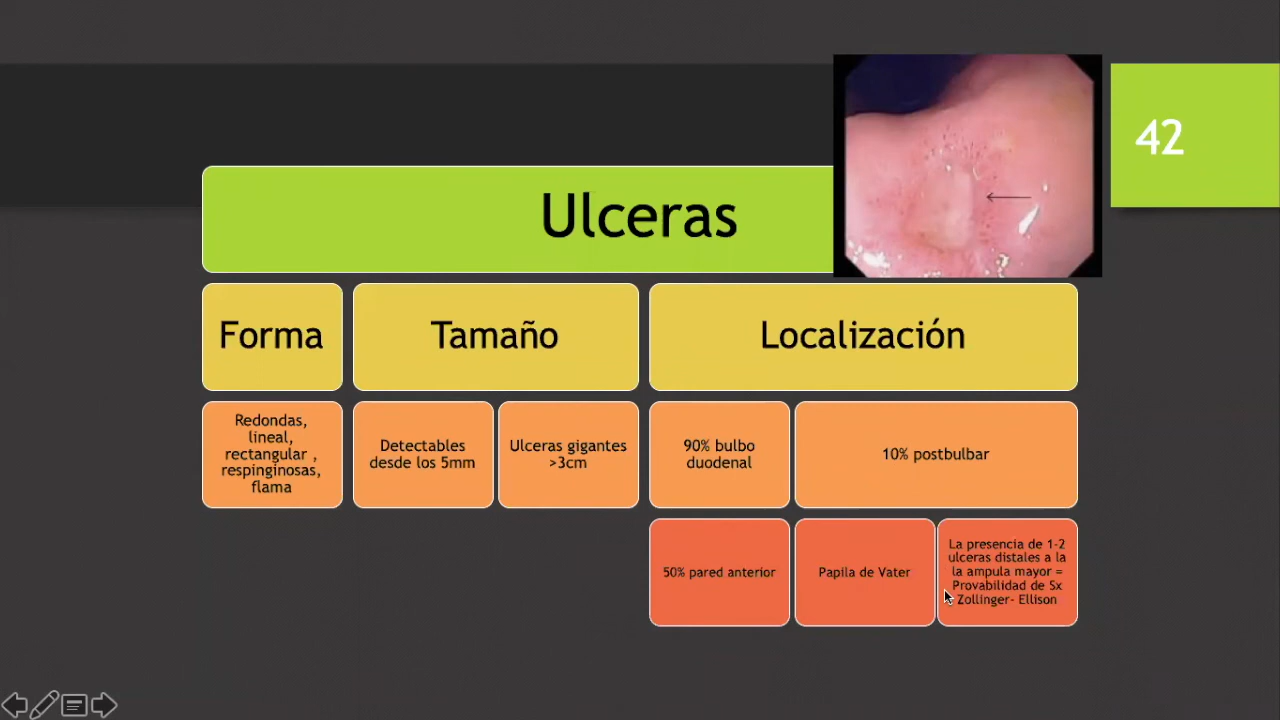 42
Ulceras
Forma
Tamaño
Localización
Redondas,
lineal,
rectangular ,
respinginosas,
flama
Detectables
desde los 5mm
Ulceras gigantes
>3cm
90% bulbo
duodenal
10% postbulbar
50% pared anterior
Papila de Vater
La presencia de 1-2
ulceras distales a la
la ampula mayor =
Provabilidad de Sx
Zollinger- Ellison